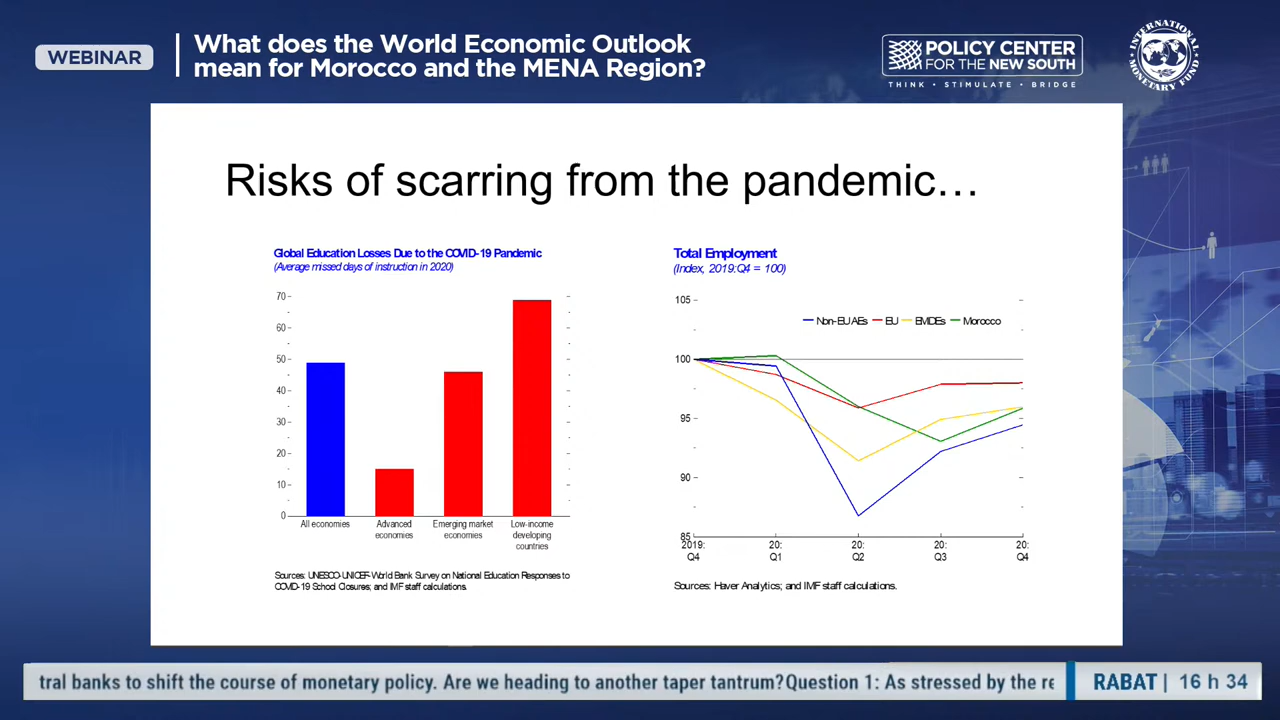 WEBINAR
What does the World Economic Outlook
mean for Morocco and the MENA Region?
POLICY CENTER
FOR THE NEW SOUTH
THINK • STIMULATE • BRIDGE
INTERNATIONAL MONETARY FUND
Risks of scarring from the pandemic…
Global Education Losses Due to the COVID-19 Pandemic
(Average missed days of instruction in 2020)
70
60
50
40
30
20
10
0
All economies
Advanced
economies
Emerging market
economies
Low-income
developing
countries
Sources: UNESCO-UNICEF-World Bank Survey on National Education Responses to
COVID-19 School Closures; and IMF staff calculations.
Total Employment
(Index, 2019:Q4 = 100)
105
Non-EU AEs EU EMDEs Morocco
100
95
90
85
2019:
Q4
20:
Q1
20:
Q2
20:
Q3
20:
Q4
Sources: Haver Analytics; and IMF staff calculations.
tral banks to shift the course of monetary policy. Are we heading to another taper tantrum?Question 1: As stressed by the re
RABAT | 16 h 34